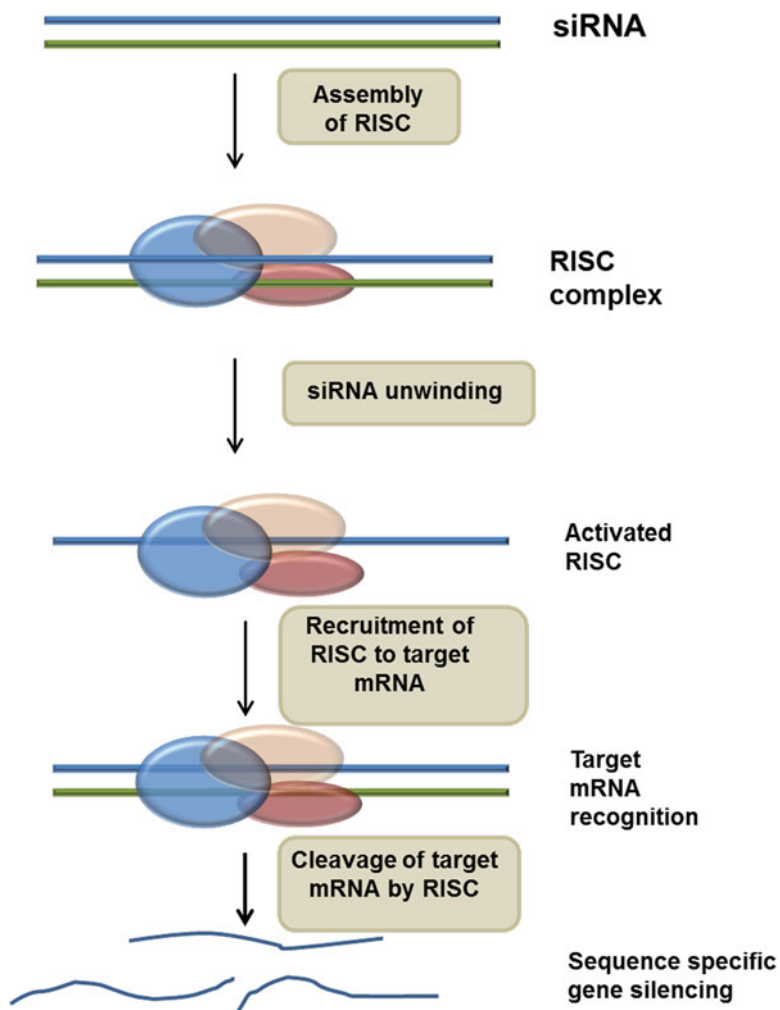 siRNA
Assembly
of RISC
RISC
complex
siRNA unwinding
Activated
RISC
Recruitment of
RISC to target
mRNA
Target
mRNA
recognition
Cleavage of target
mRNA by RISC
Sequence specific
gene silencing